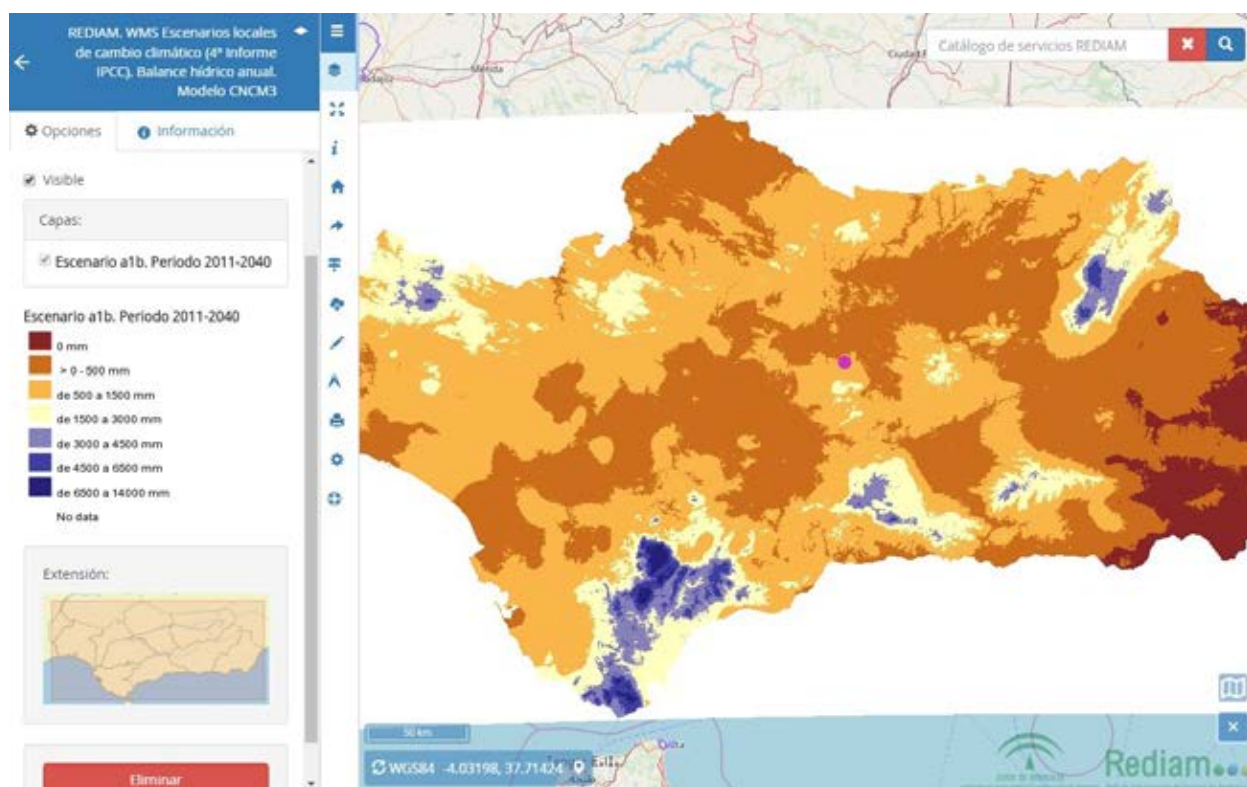 REDIAM. WMS Escenarios locales
de cambio climático (4º Informe
IPCC). Balance hídrico anual.
Modelo CNCM3
Opciones
Información
Visible
Capas:
Escenario a1b. Periodo 2011-2040
Escenario a1b. Periodo 2011-2040
0 mm
> 0 - 500 mm
de 500 a 1500 mm
de 1500 a 3000 mm
de 3000 a 4500 mm
de 4500 a 6500 mm
de 6500 a 14000 mm
No data
Extensión:
Eliminar
Mérida
Catálogo de servicios REDIAM
50 km
WGS84 -4.03198, 37.71424
Rediam